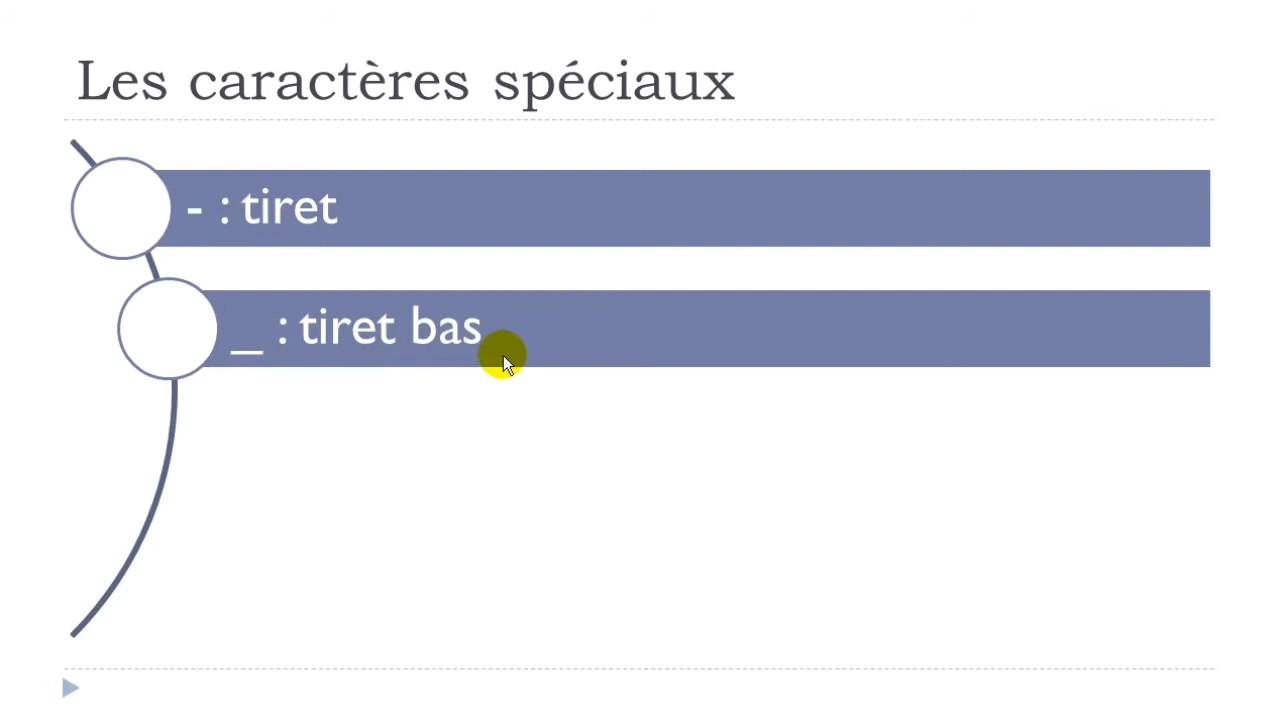 Les caractères spéciaux
- : tiret
_ : tiret bas